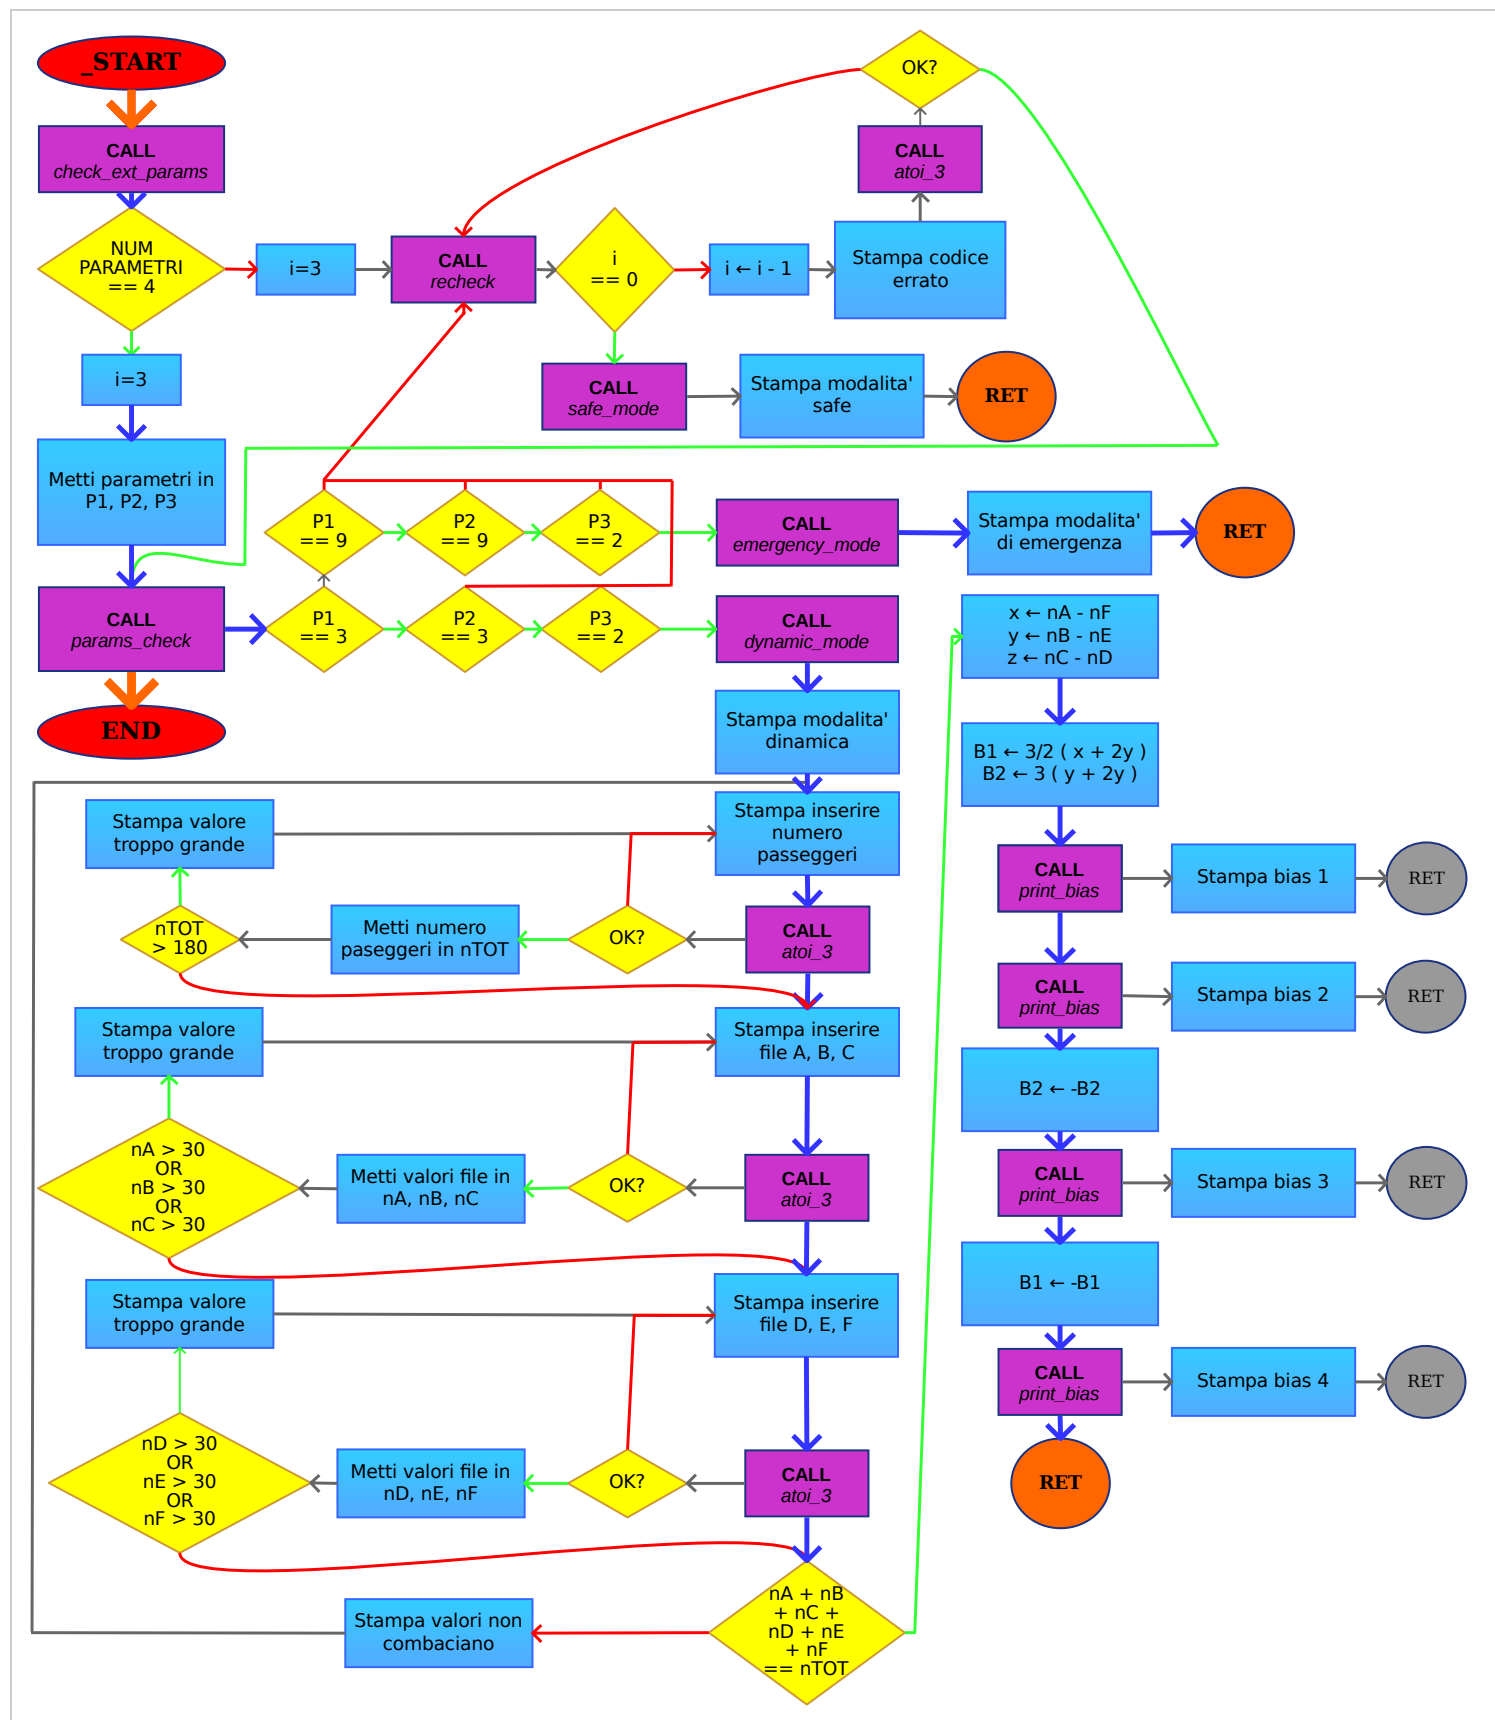 _START
CALL
check_ext_params
NUM
PARAMETRI
== 4
i=3
CALL
recheck
i
== 0
i ← i - 1
Stampa codice
errato
CALL
atoi_3
OK?
i=3
CALL
safe_mode
Stampa modalita'
safe
RET
Metti parametri in
P1, P2, P3
P1
== 9
P2
== 9
P3
== 2
CALL
emergency_mode
Stampa modalita'
di emergenza
RET
CALL
params_check
P1
== 3
P2
== 3
P3
== 2
CALL
dynamic_mode
END
Stampa modalita'
dinamica
Stampa inserire
numero
passeggeri
CALL
atoi_3
OK?
Metti numero
paseggeri in nTOT
nTOT
> 180
Stampa valore
troppo grande
Stampa inserire
file A, B, C
CALL
atoi_3
OK?
Metti valori file in
nA, nB, nC
nA > 30
OR
nB > 30
OR
nC > 30
Stampa valore
troppo grande
Stampa inserire
file D, E, F
CALL
atoi_3
OK?
Metti valori file in
nD, nE, nF
nD > 30
OR
nE > 30
OR
nF > 30
Stampa valore
troppo grande
nA + nB
+ nC +
nD + nE
+ nF
== nTOT
Stampa valori non
combaciano
x ← nA - nF
y ← nB - nE
z ← nC - nD
B1 ← 3/2 ( x + 2y )
B2 ← 3 ( y + 2y )
CALL
print_bias
Stampa bias 1
RET
CALL
print_bias
Stampa bias 2
RET
B2 ← -B2
CALL
print_bias
Stampa bias 3
RET
B1 ← -B1
CALL
print_bias
Stampa bias 4
RET
RET